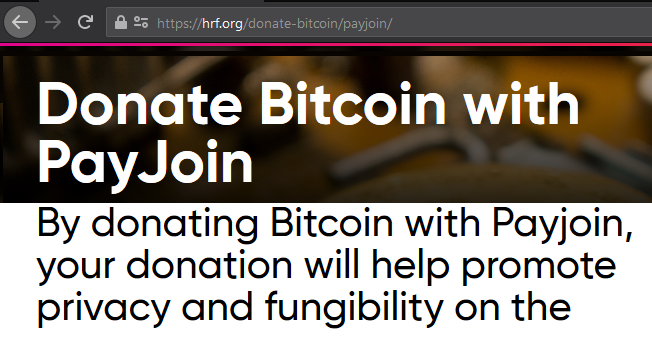 https://hrf.org/donate-bitcoin/payjoin/
Donate Bitcoin with
PayJoin
By donating Bitcoin with Payjoin,
your donation will help promote
privacy and fungibility on the